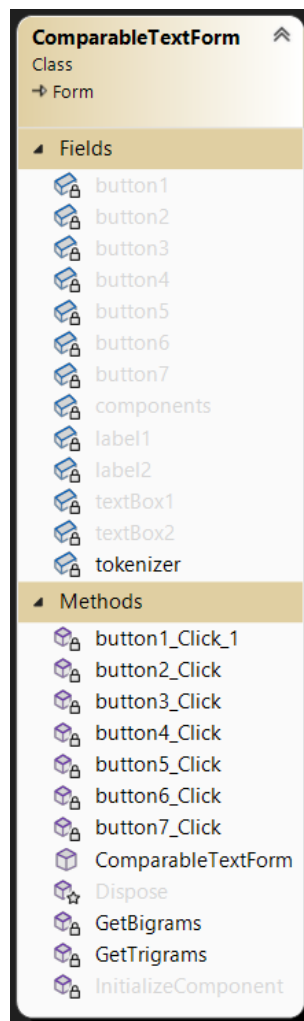 ComparableTextForm
Class
Form
Fields
button1
button2
button3
button4
button5
button6
button7
components
label1
label2
textBox1
textBox2
tokenizer
Methods
button1_Click_1
button2_Click
button3_Click
button4_Click
button5_Click
button6_Click
button7_Click
ComparableTextForm
Dispose
GetBigrams
GetTrigrams
InitializeComponent